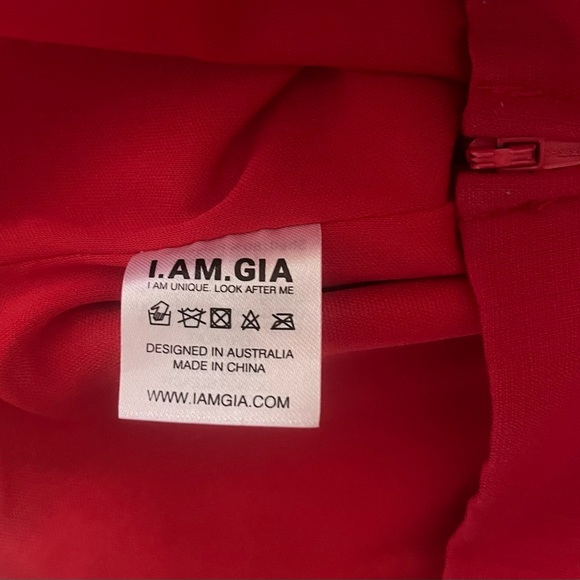 I.AM.GIA
I AM UNIQUE. LOOK AFTER ME
DESIGNED IN AUSTRALIA
MADE IN CHINA
WWW.IAMGIA.COM